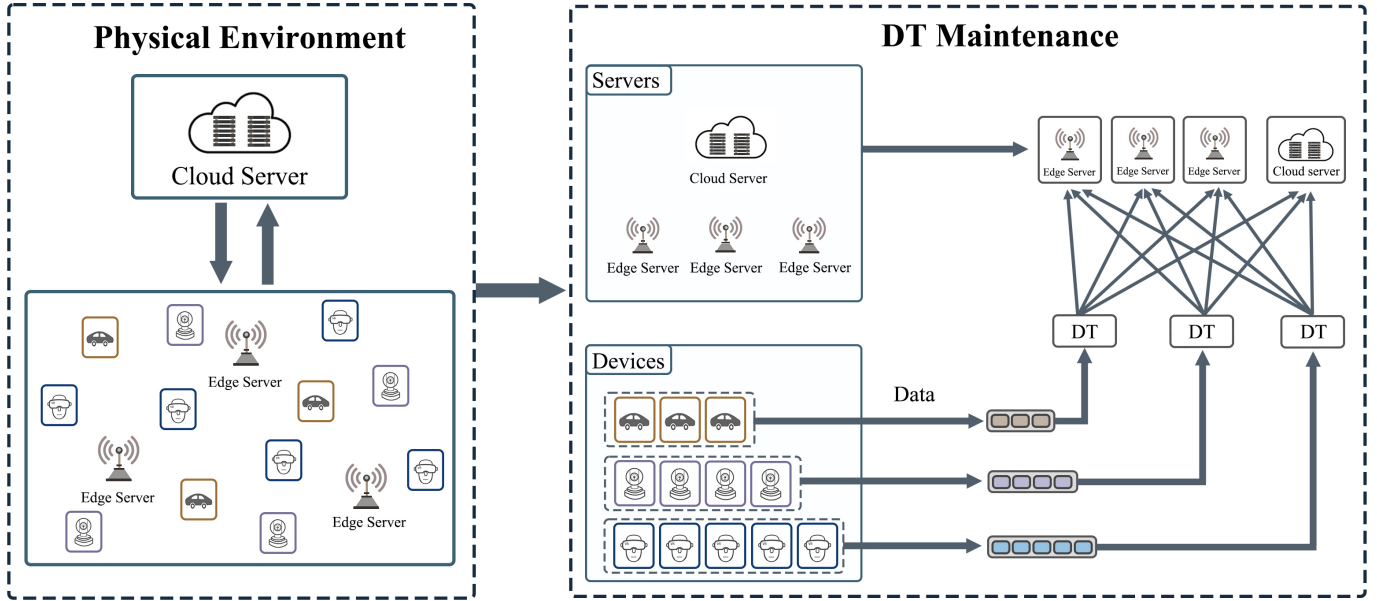 Physical Environment
Cloud Server
Edge Server
Edge Server
Edge Server
DT Maintenance
Servers
Cloud Server
Edge Server
Edge Server
Edge Server
Edge Server
Edge Server
Edge Server
Cloud server
DT
DT
DT
Devices
Data